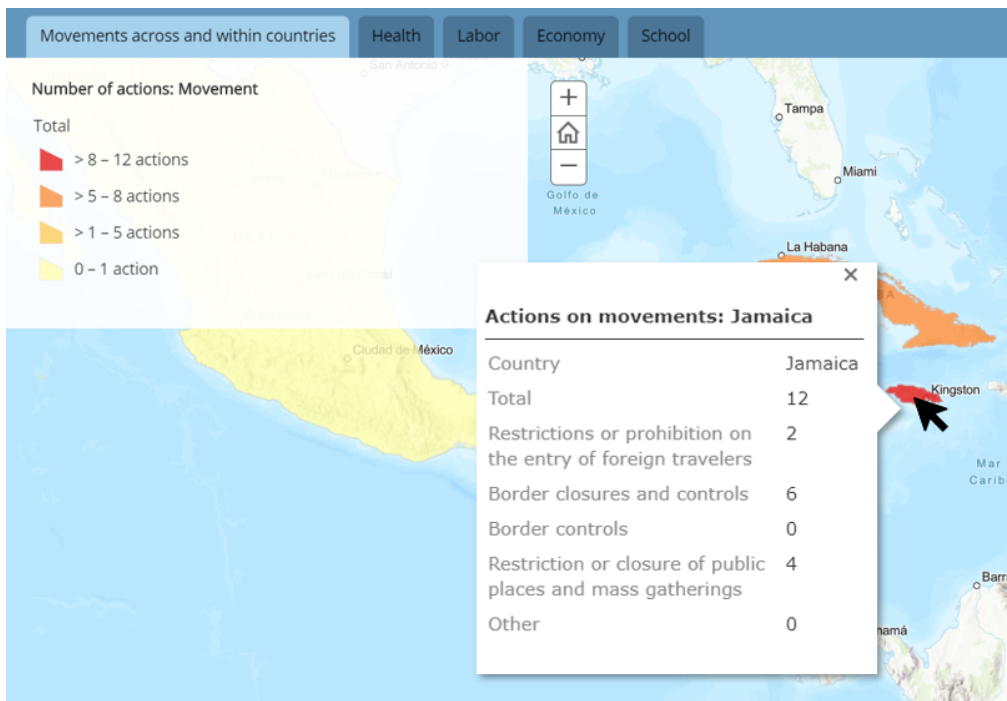 Movements across and within countries
Health
Labor
Economy
School
San Antonio
Number of actions: Movement
Total
> 8 – 12 actions
> 5 – 8 actions
> 1 – 5 actions
0 – 1 action
+
−
Tampa
Miami
Golfo de
México
La Habana
Ciudad de México
Kingston
Mar
Carib
Barr
namá
×
Actions on movements: Jamaica
Country Jamaica
Total 12
Restrictions or prohibition on 2
the entry of foreign travelers
Border closures and controls 6
Border controls 0
Restriction or closure of public 4
places and mass gatherings
Other 0